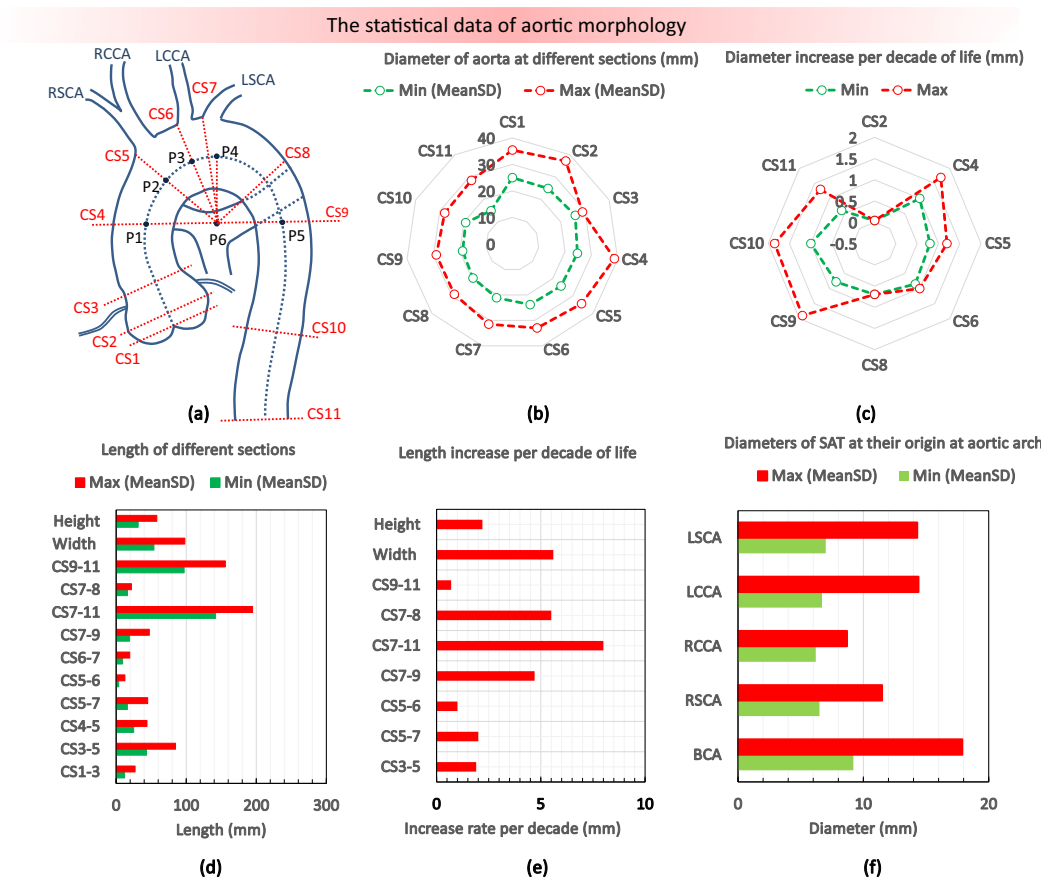 The statistical data of aortic morphology
RCCA
LCCA
RSCA
CS7
LSCA
CS6
CS5
P3
P4
CS8
P2
CS4
CS9
P1
P6
P5
CS3
CS2
CS1
CS10
CS11
(a)
Diameter of aorta at different sections (mm)
Min (MeanSD)
Max (MeanSD)
CS1
CS2
CS3
CS4
CS5
CS6
CS7
CS8
CS9
CS10
CS11
40
30
20
10
0
(b)
Diameter increase per decade of life (mm)
Min
Max
CS2
CS4
CS5
CS6
CS8
CS9
CS10
CS11
2
1.5
1
0.5
0
-0.5
(c)
Length of different sections
Max (MeanSD)
Min (MeanSD)
Height
Width
CS9-11
CS7-8
CS7-11
CS7-9
CS6-7
CS5-6
CS5-7
CS4-5
CS3-5
CS1-3
0
100
200
300
Length (mm)
(d)
Length increase per decade of life
Height
Width
CS9-11
CS7-8
CS7-11
CS7-9
CS5-6
CS5-7
CS3-5
0
5
10
Increase rate per decade (mm)
(e)
Diameters of SAT at their origin at aortic arch
Max (MeanSD)
Min (MeanSD)
LSCA
LCCA
RCCA
RSCA
BCA
0
10
20
Diameter (mm)
(f)